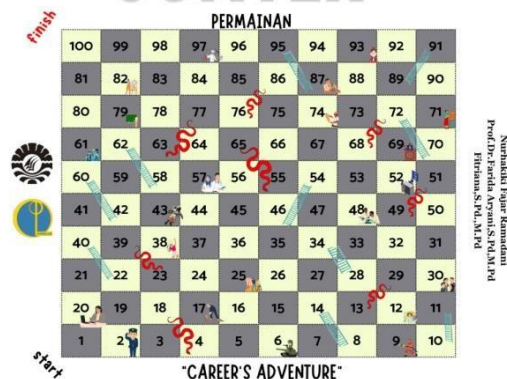 PERMAINAN
finish
100 99 98 97 96 95 94 93 92 91
81 82 83 84 85 86 87 88 89 90
80 79 78 77 76 75 74 73 72 71
61 62 63 64 65 66 67 68 69 70
60 59 58 57 56 55 54 53 52 51
41 42 43 44 45 46 47 48 49 50
40 39 38 37 36 35 34 33 32 31
21 22 23 24 25 26 27 28 29 30
20 19 18 17 16 15 14 13 12 11
1 2 3 4 5 6 7 8 9 10
start
"CAREER'S ADVENTURE"
Nurhakiki Fajar Ramadani
Prof.Dr.Farida Aryani.S.Pd.,M.Pd
Fitriana,S.Pd.,M.Pd